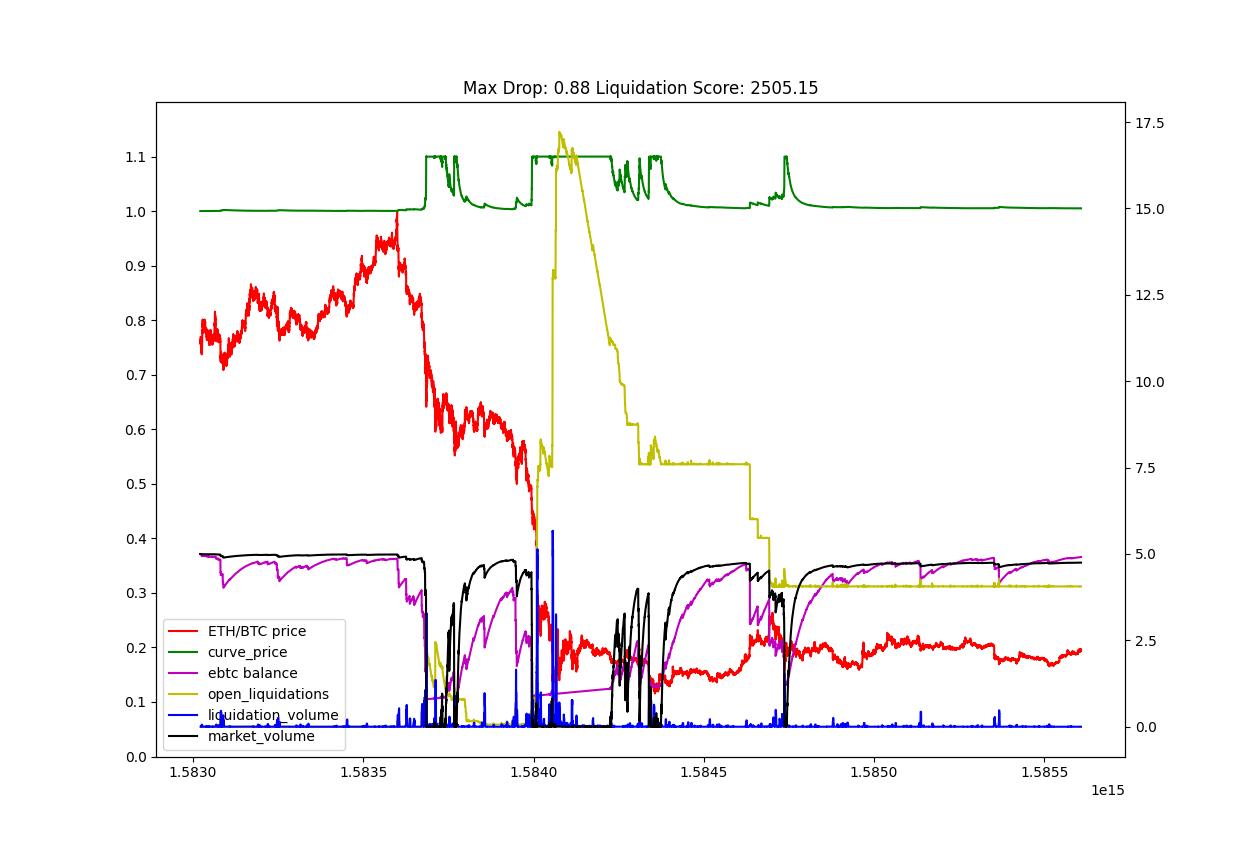 Max Drop: 0.88 Liquidation Score: 2505.15
17.5
15.0
12.5
10.0
7.5
5.0
2.5
0.0
1.1
1.0
0.9
0.8
0.7
0.6
0.5
0.4
0.3
0.2
0.1
0.0
ETH/BTC price
curve_price
ebtc balance
open_liquidations
liquidation_volume
market_volume
1.5830 1.5835 1.5840 1.5845 1.5850 1.5855
1e15